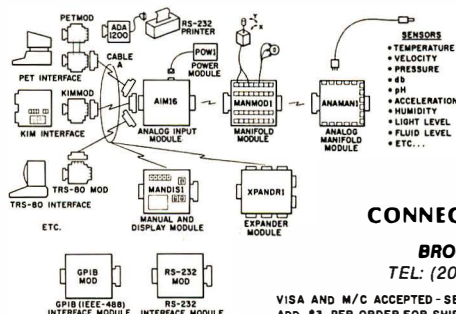 PETMOD
ADA 1200
RS-232 PRINTER
CABLE A
POW1
POWER MODULE
PET INTERFACE
KIMMOD
KIM INTERFACE
AIM16
ANALOG INPUT MODULE
MANMOD1
MANIFOLD MODULE
ANAMAN1
ANALOG MANIFOLD MODULE
SENSORS
• TEMPERATURE
• VELOCITY
• PRESSURE
• db
• pH
• ACCELERATION
• HUMIDITY
• LIGHT LEVEL
• FLUID LEVEL
• ETC...
TRS-80 MOD
TRS-80 INTERFACE
ETC.
MANDIS1
MANUAL AND DISPLAY MODULE
XPANDR1
EXPANDER MODULE
GPIB MOD
GPIB (IEEE-488)
INTERFACE MODULE
RS-232 MOD
RS-232
INTERFACE MODULE
CONNEC
BRO
TEL: (20
VISA AND M/C ACCEPTED - SE
ADD $3 PER ORDER FOR SHIP